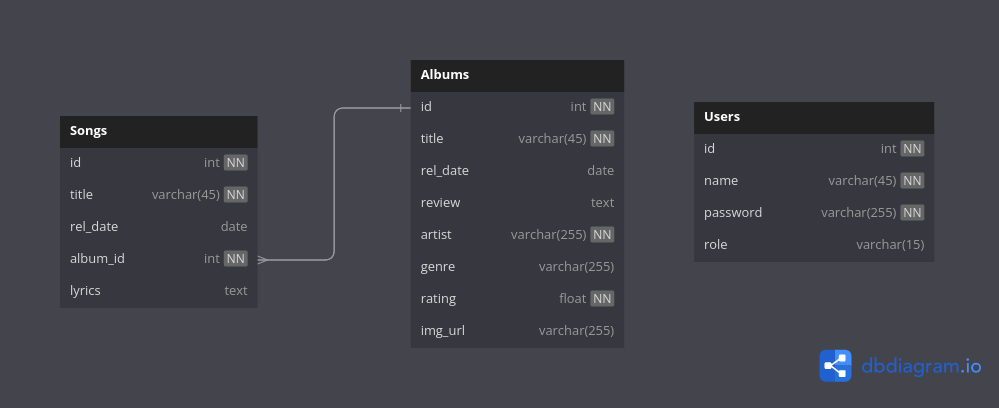 Songs
id int NN
title varchar(45) NN
rel_date date
album_id int NN
lyrics text
Albums
id int NN
title varchar(45) NN
rel_date date
review text
artist varchar(255) NN
genre varchar(255)
rating float NN
img_url varchar(255)
Users
id int NN
name varchar(45) NN
password varchar(255) NN
role varchar(15)
dbdiagram.io